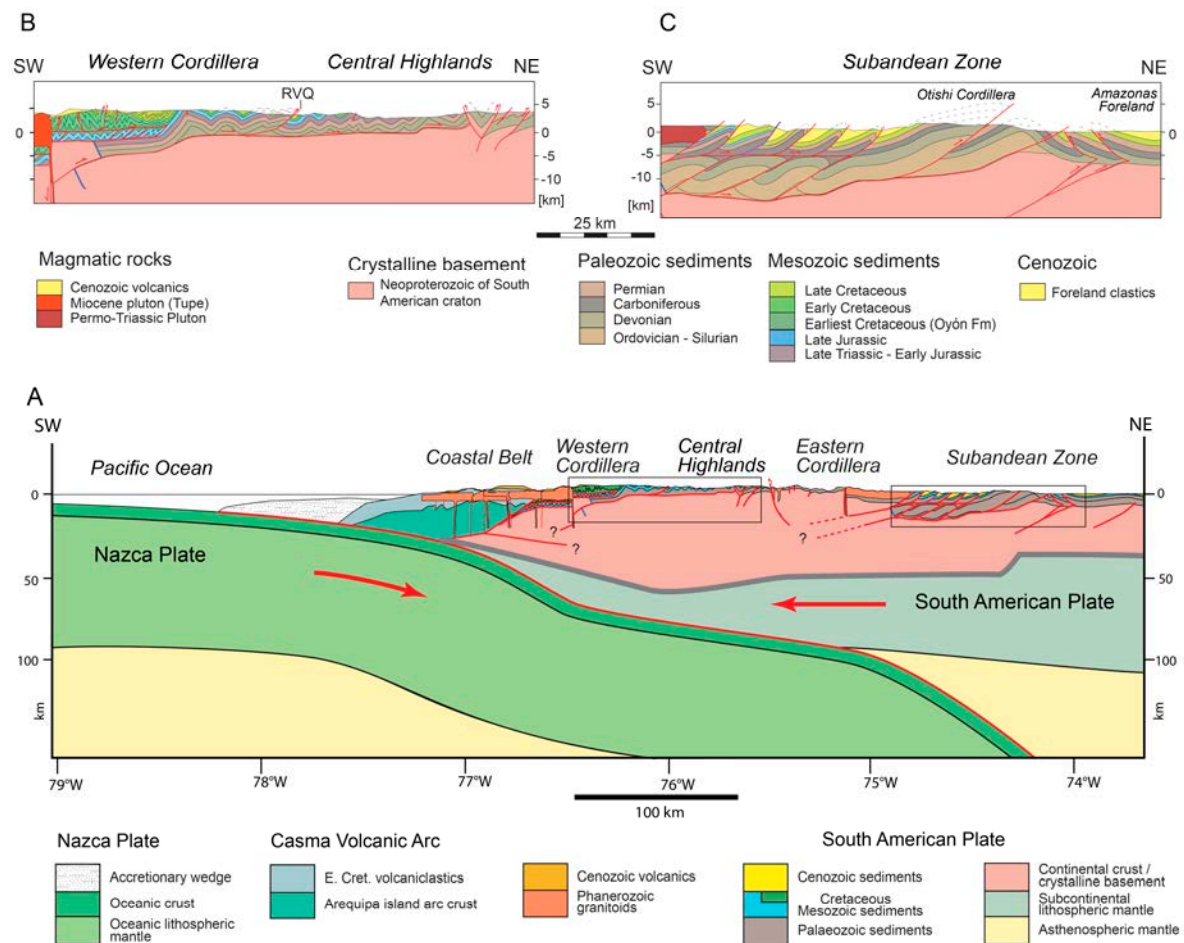 B
SW
Western Cordillera
Central Highlands
NE
RVQ
5
0
0
-5
-5
-10
-10
[km]
C
SW
Subandean Zone
NE
Otishi Cordillera
Amazonas
Foreland
5
0
0
-5
-10
[km]
25 km
Magmatic rocks
Cenozoic volcanics
Miocene pluton (Tupe)
Permo-Triassic Pluton
Crystalline basement
Neoproterozoic of South
American craton
Paleozoic sediments
Permian
Carboniferous
Devonian
Ordovician - Silurian
Mesozoic sediments
Late Cretaceous
Early Cretaceous
Earliest Cretaceous (Oyón Fm)
Late Jurassic
Late Triassic - Early Jurassic
Cenozoic
Foreland clastics
A
SW
NE
Pacific Ocean
Coastal Belt
Western
Cordillera
Central
Highlands
Eastern
Cordillera
Subandean Zone
0
0
?
?
?
Nazca Plate
South American Plate
50
50
100
100
km
km
79°W
78°W
77°W
76°W
75°W
74°W
100 km
Nazca Plate
Accretionary wedge
Oceanic crust
Oceanic lithospheric
mantle
Casma Volcanic Arc
E. Cret. volcaniclastics
Arequipa island arc crust
Cenozoic volcanics
Phanerozoic
granitoids
South American Plate
Cenozoic sediments
Cretaceous
Mesozoic sediments
Palaeozoic sediments
Continental crust /
crystalline basement
Subcontinental
lithospheric mantle
Asthenospheric mantle